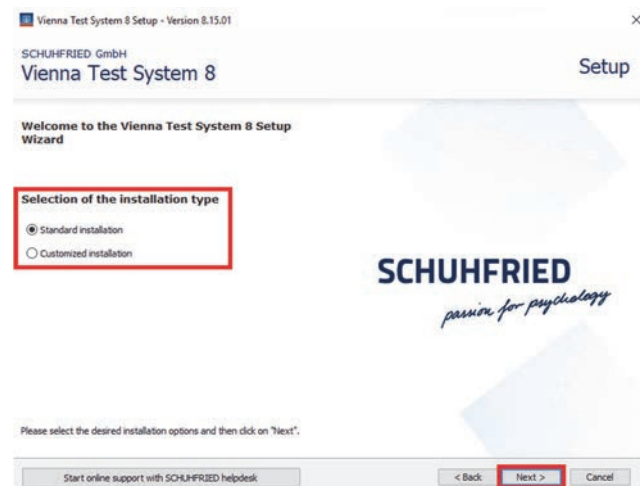 Vienna Test System 8 Setup - Version 8.15.01
SCHUHFRIED GmbH
Vienna Test System 8
Setup
Welcome to the Vienna Test System 8 Setup
Wizard
Selection of the installation type
Standard installation
Customized installation
SCHUHFRIED
passion for psychology
Please select the desired installation options and then click on "Next".
Start online support with SCHUHFRIED helpdesk
< Back
Next >
Cancel